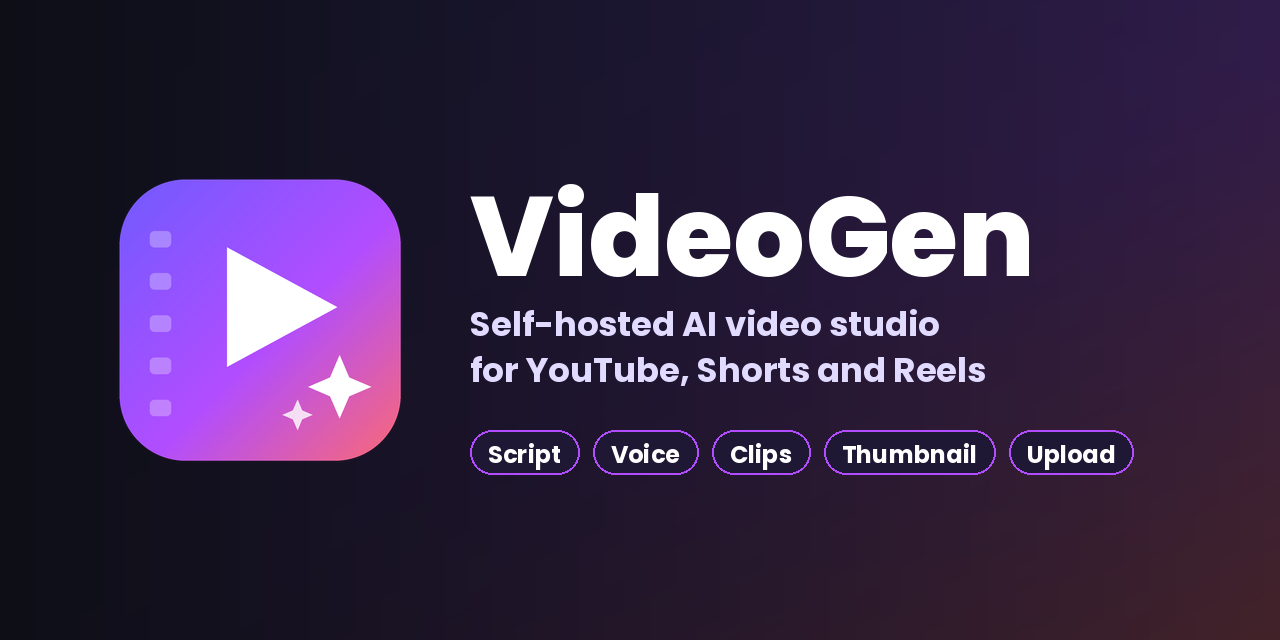 VideoGen
Self-hosted AI video studio
for YouTube, Shorts and Reels
Script Voice Clips Thumbnail Upload